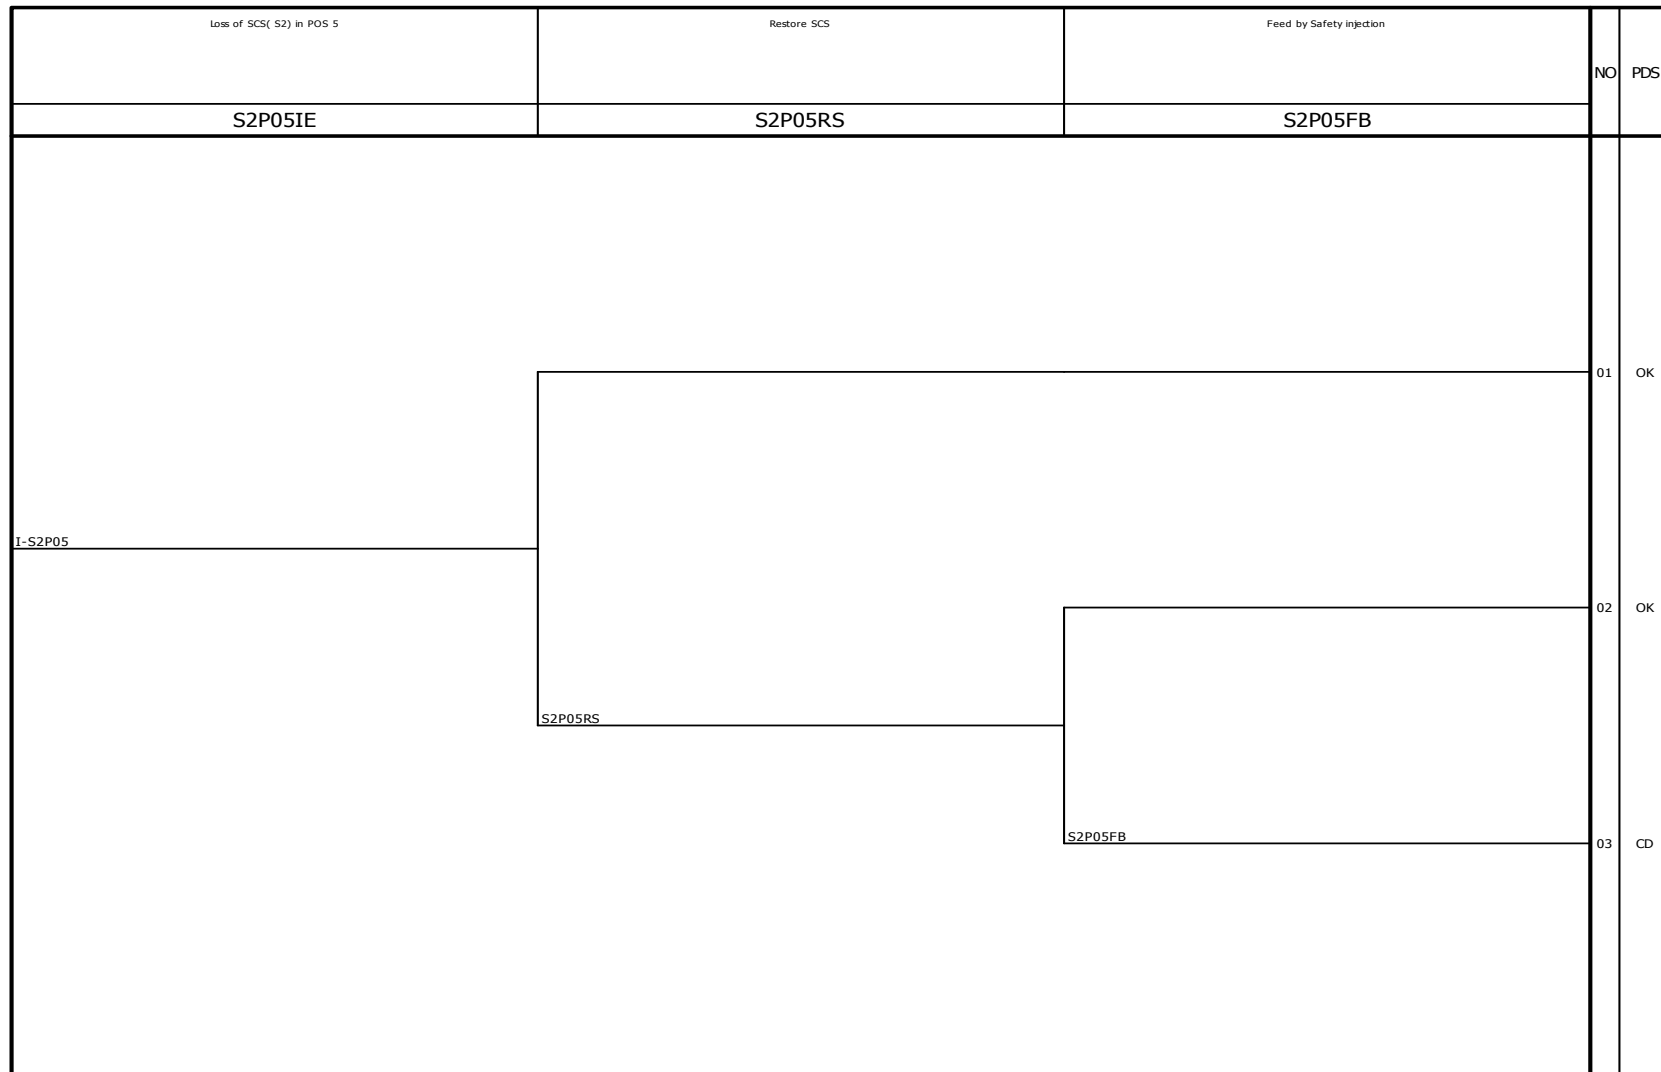 Loss of SCS( S2) in POS 5
Restore SCS
Feed by Safety injection
NO
PDS
S2P05IE
S2P05RS
S2P05FB
01
OK
I-S2P05
02
OK
S2P05RS
S2P05FB
03
CD